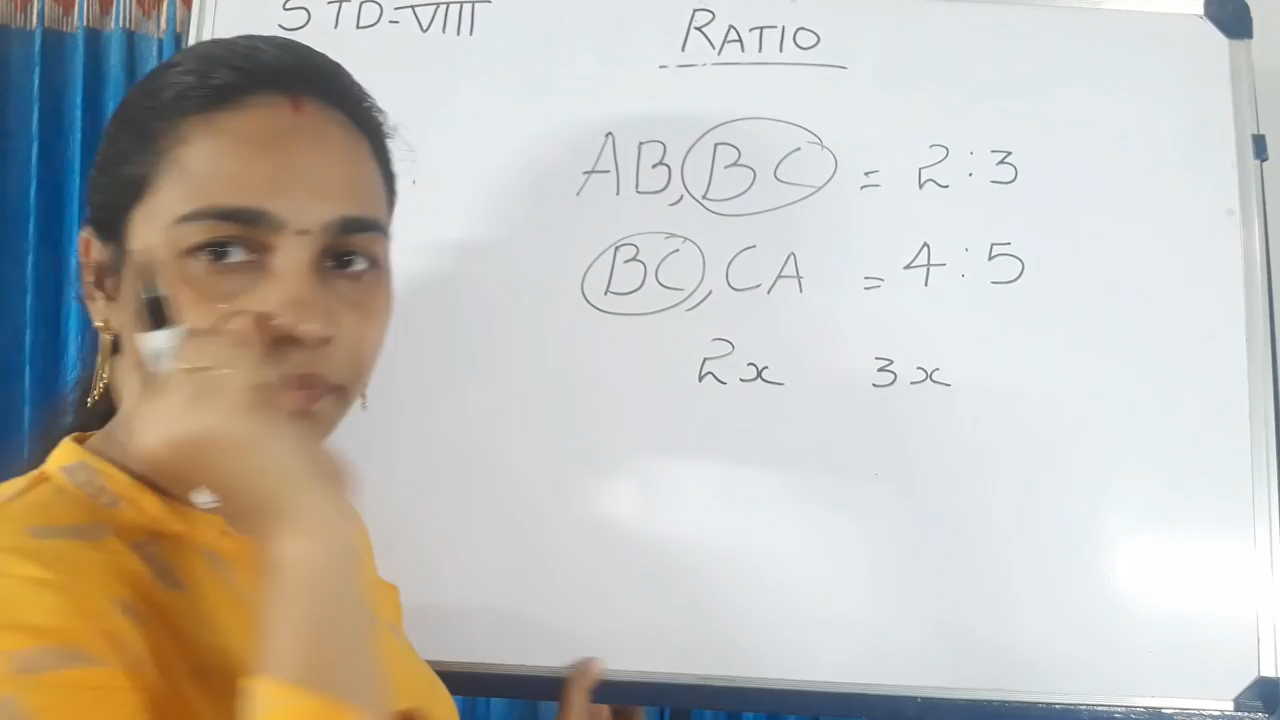 STD-VIII
RATIO
AB, BC = 2:3
BC, CA = 4:5
2x 3x